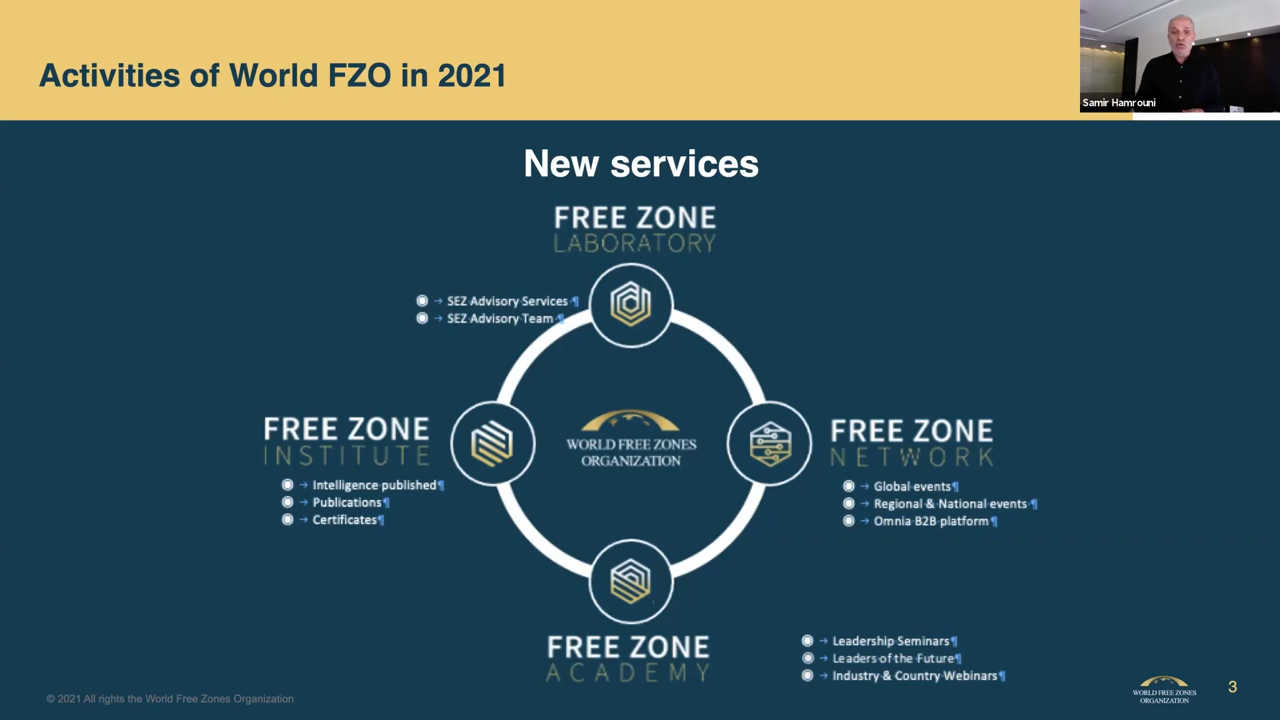 Activities of World FZO in 2021
Samir Hamrouni
New services
FREE ZONE
LABORATORY
◉ → SEZ·Advisory·Services·¶
◉ → SEZ·Advisory·Team·¶
WORLD FREE ZONES
ORGANIZATION
FREE ZONE
INSTITUTE
◉ → Intelligence·published¶
◉ → Publications¶
◉ → Certificates¶
FREE ZONE
NETWORK
◉ → Global·events¶
◉ → Regional·&·National·events·¶
◉ → Omnia·B2B·platform¶
FREE ZONE
ACADEMY
◉ → Leadership·Seminars¶
◉ → Leaders·of·the·Future¶
◉ → Industry·&·Country·Webinars¶
© 2021 All rights the World Free Zones Organization
WORLD FREE ZONES
ORGANIZATION
3